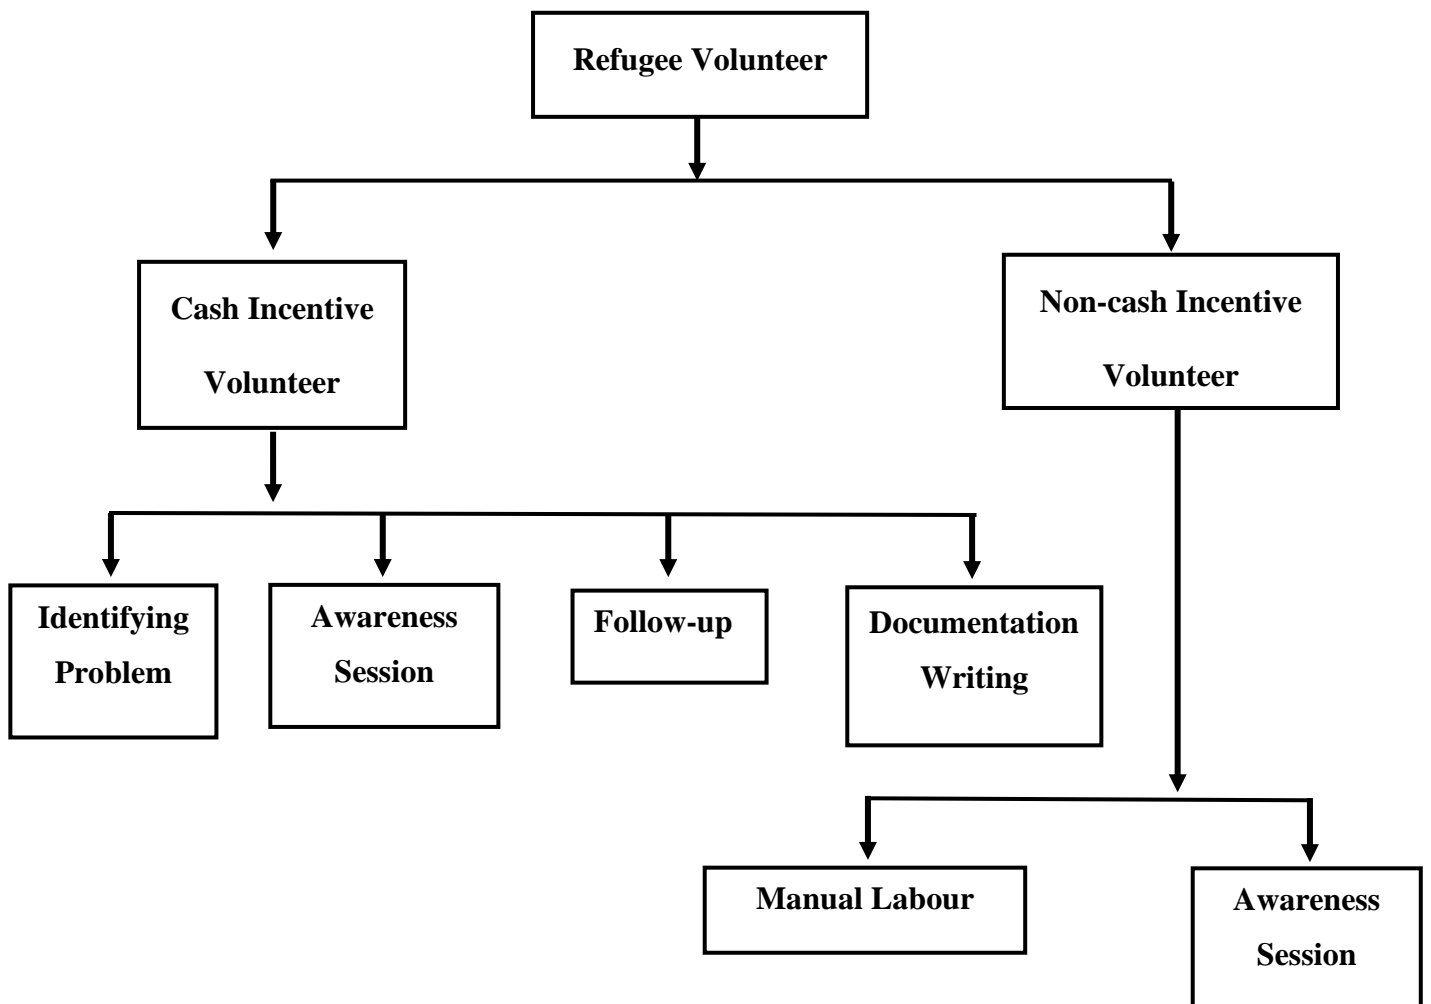 Refugee Volunteer
Cash Incentive
Volunteer
Non-cash Incentive
Volunteer
Identifying
Problem
Awareness
Session
Follow-up
Documentation
Writing
Manual Labour
Awareness
Session